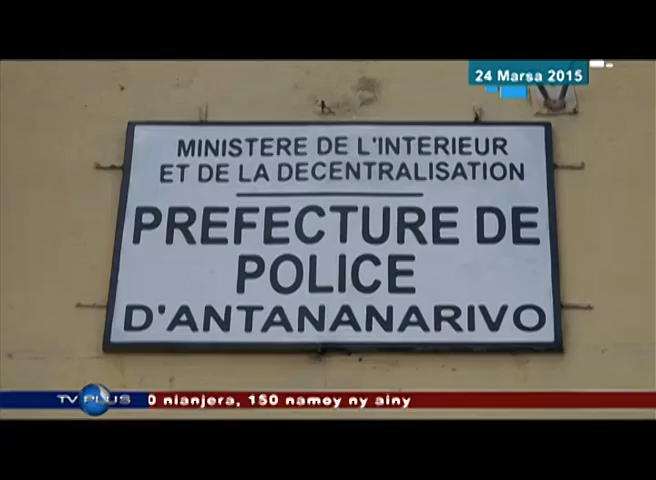 24 Marsa 2015
MINISTERE DE L'INTERIEUR
ET DE LA DECENTRALISATION
PREFECTURE DE
POLICE
D'ANTANANARIVO
TV PLUS
0 nianjera, 150 namoy ny ainy